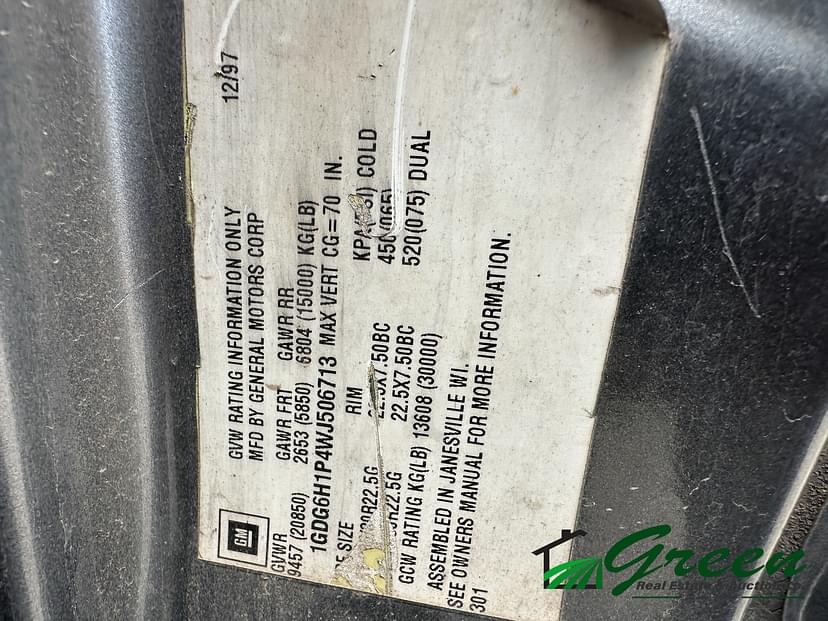 12/97
GVW RATING INFORMATION ONLY
MFD BY GENERAL MOTORS CORP
GM
GVWR GAWR FRT GAWR RR
9457 (20850) 2653 (5850) 6804 (15000) KG(LB)
1GDG6H1P4WJ506713 MAX VERT CG=70 IN.
SIZE RIM COLD
22.5X7.50BC
22.5X7.50BC 520(075) DUAL
GCW RATING KG(LB) 13608 (30000)
ASSEMBLED IN JANESVILLE WI.
SEE OWNERS MANUAL FOR MORE INFORMATION.
301
Green
Real Estate